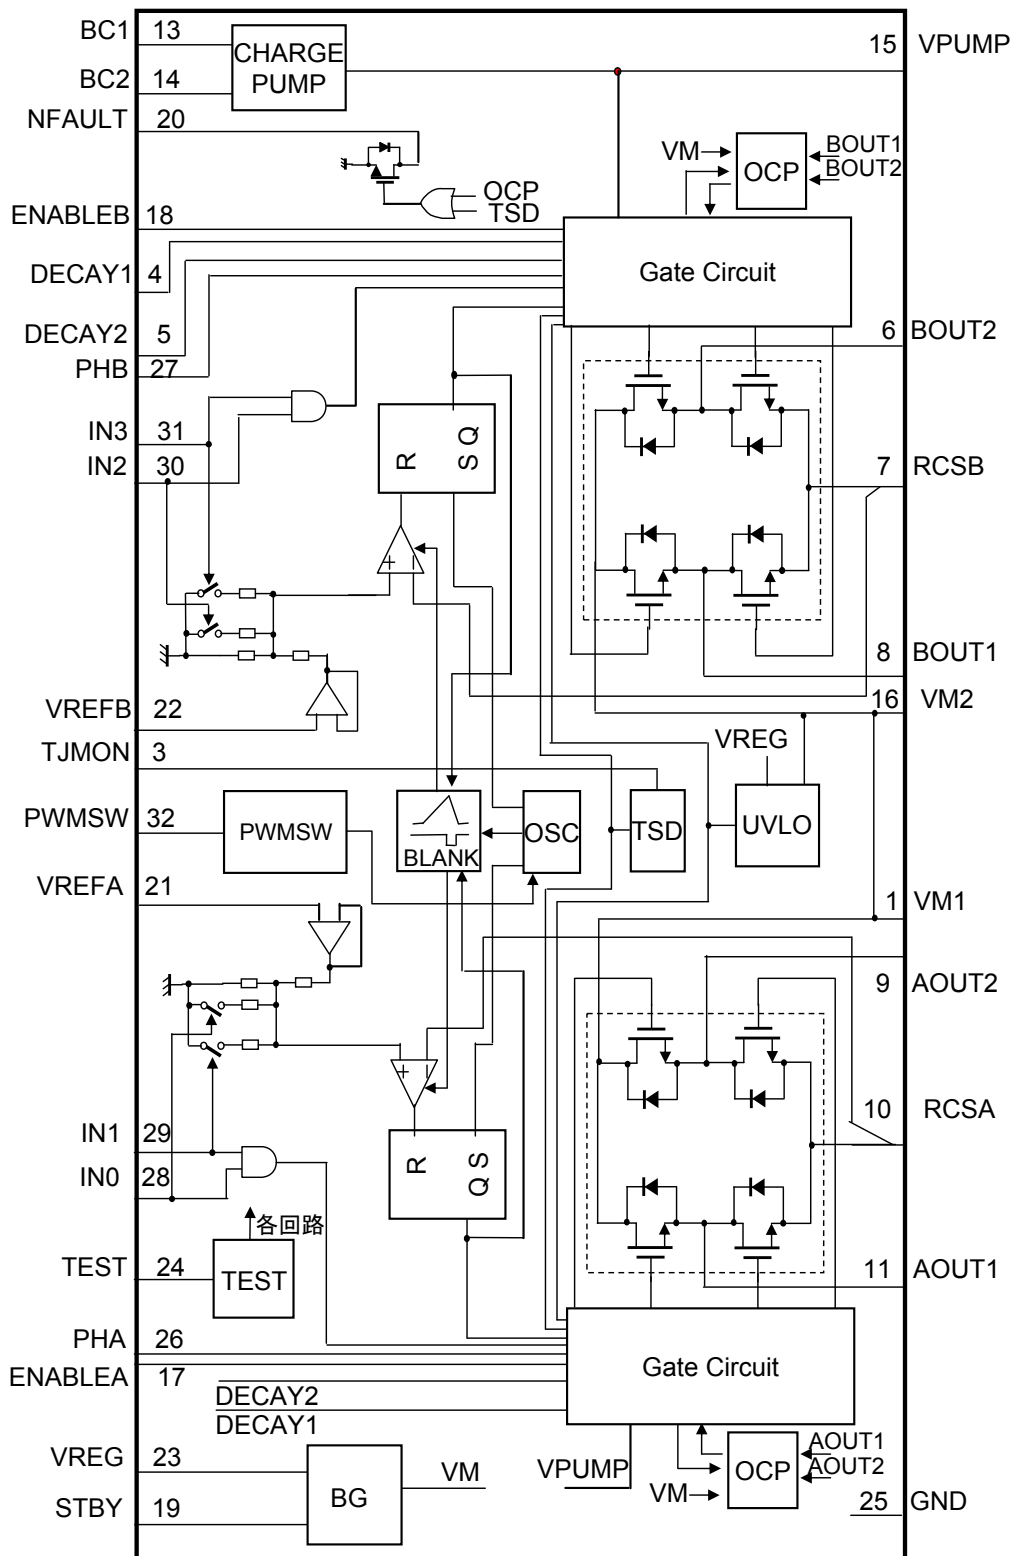 BC1 13
CHARGE
PUMP
15 VPUMP
BC2 14
NFAULT 20
VM
OCP
BOUT1
BOUT2
OCP
TSD
ENABLEB 18
Gate Circuit
DECAY1 4
DECAY2 5
6 BOUT2
PHB 27
IN3 31
R
S Q
IN2 30
7 RCSB
+
−
8 BOUT1
VREFB 22
16 VM2
TJMON 3
VREG
PWMSW 32
PWMSW
BLANK
OSC
TSD
UVLO
VREFA 21
1 VM1
9 AOUT2
+
−
10 RCSA
IN1 29
R
Q S
IN0 28
各回路
TEST 24
TEST
11 AOUT1
PHA 26
Gate Circuit
ENABLEA 17
DECAY2
DECAY1
VREG 23
BG
VM
VPUMP
OCP
AOUT1
AOUT2
VM
STBY 19
25 GND